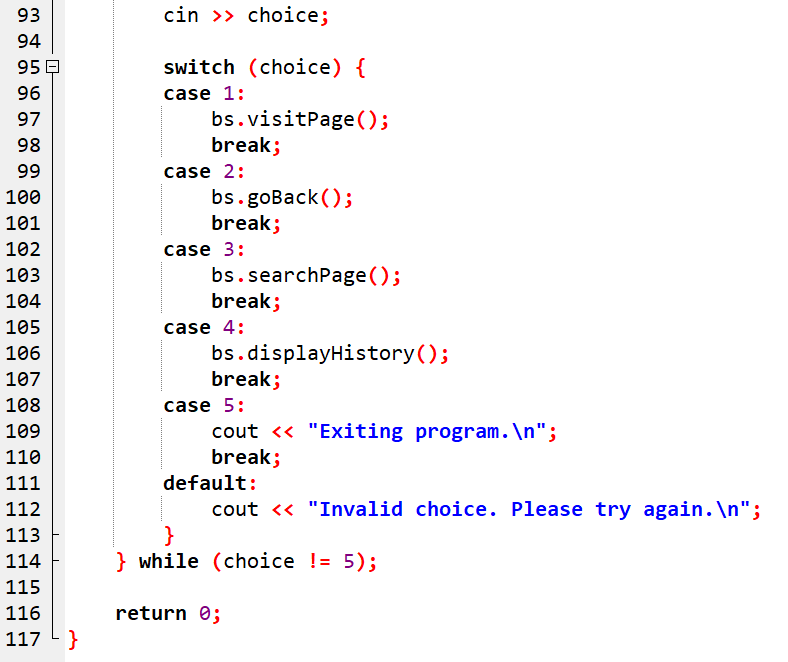 93         cin >> choice;
94
95         switch (choice) {
96         case 1:
97             bs.visitPage();
98             break;
99         case 2:
100             bs.goBack();
101             break;
102         case 3:
103             bs.searchPage();
104             break;
105         case 4:
106             bs.displayHistory();
107             break;
108         case 5:
109             cout << "Exiting program.\n";
110             break;
111         default:
112             cout << "Invalid choice. Please try again.\n";
113         }
114     } while (choice != 5);
115
116     return 0;
117 }